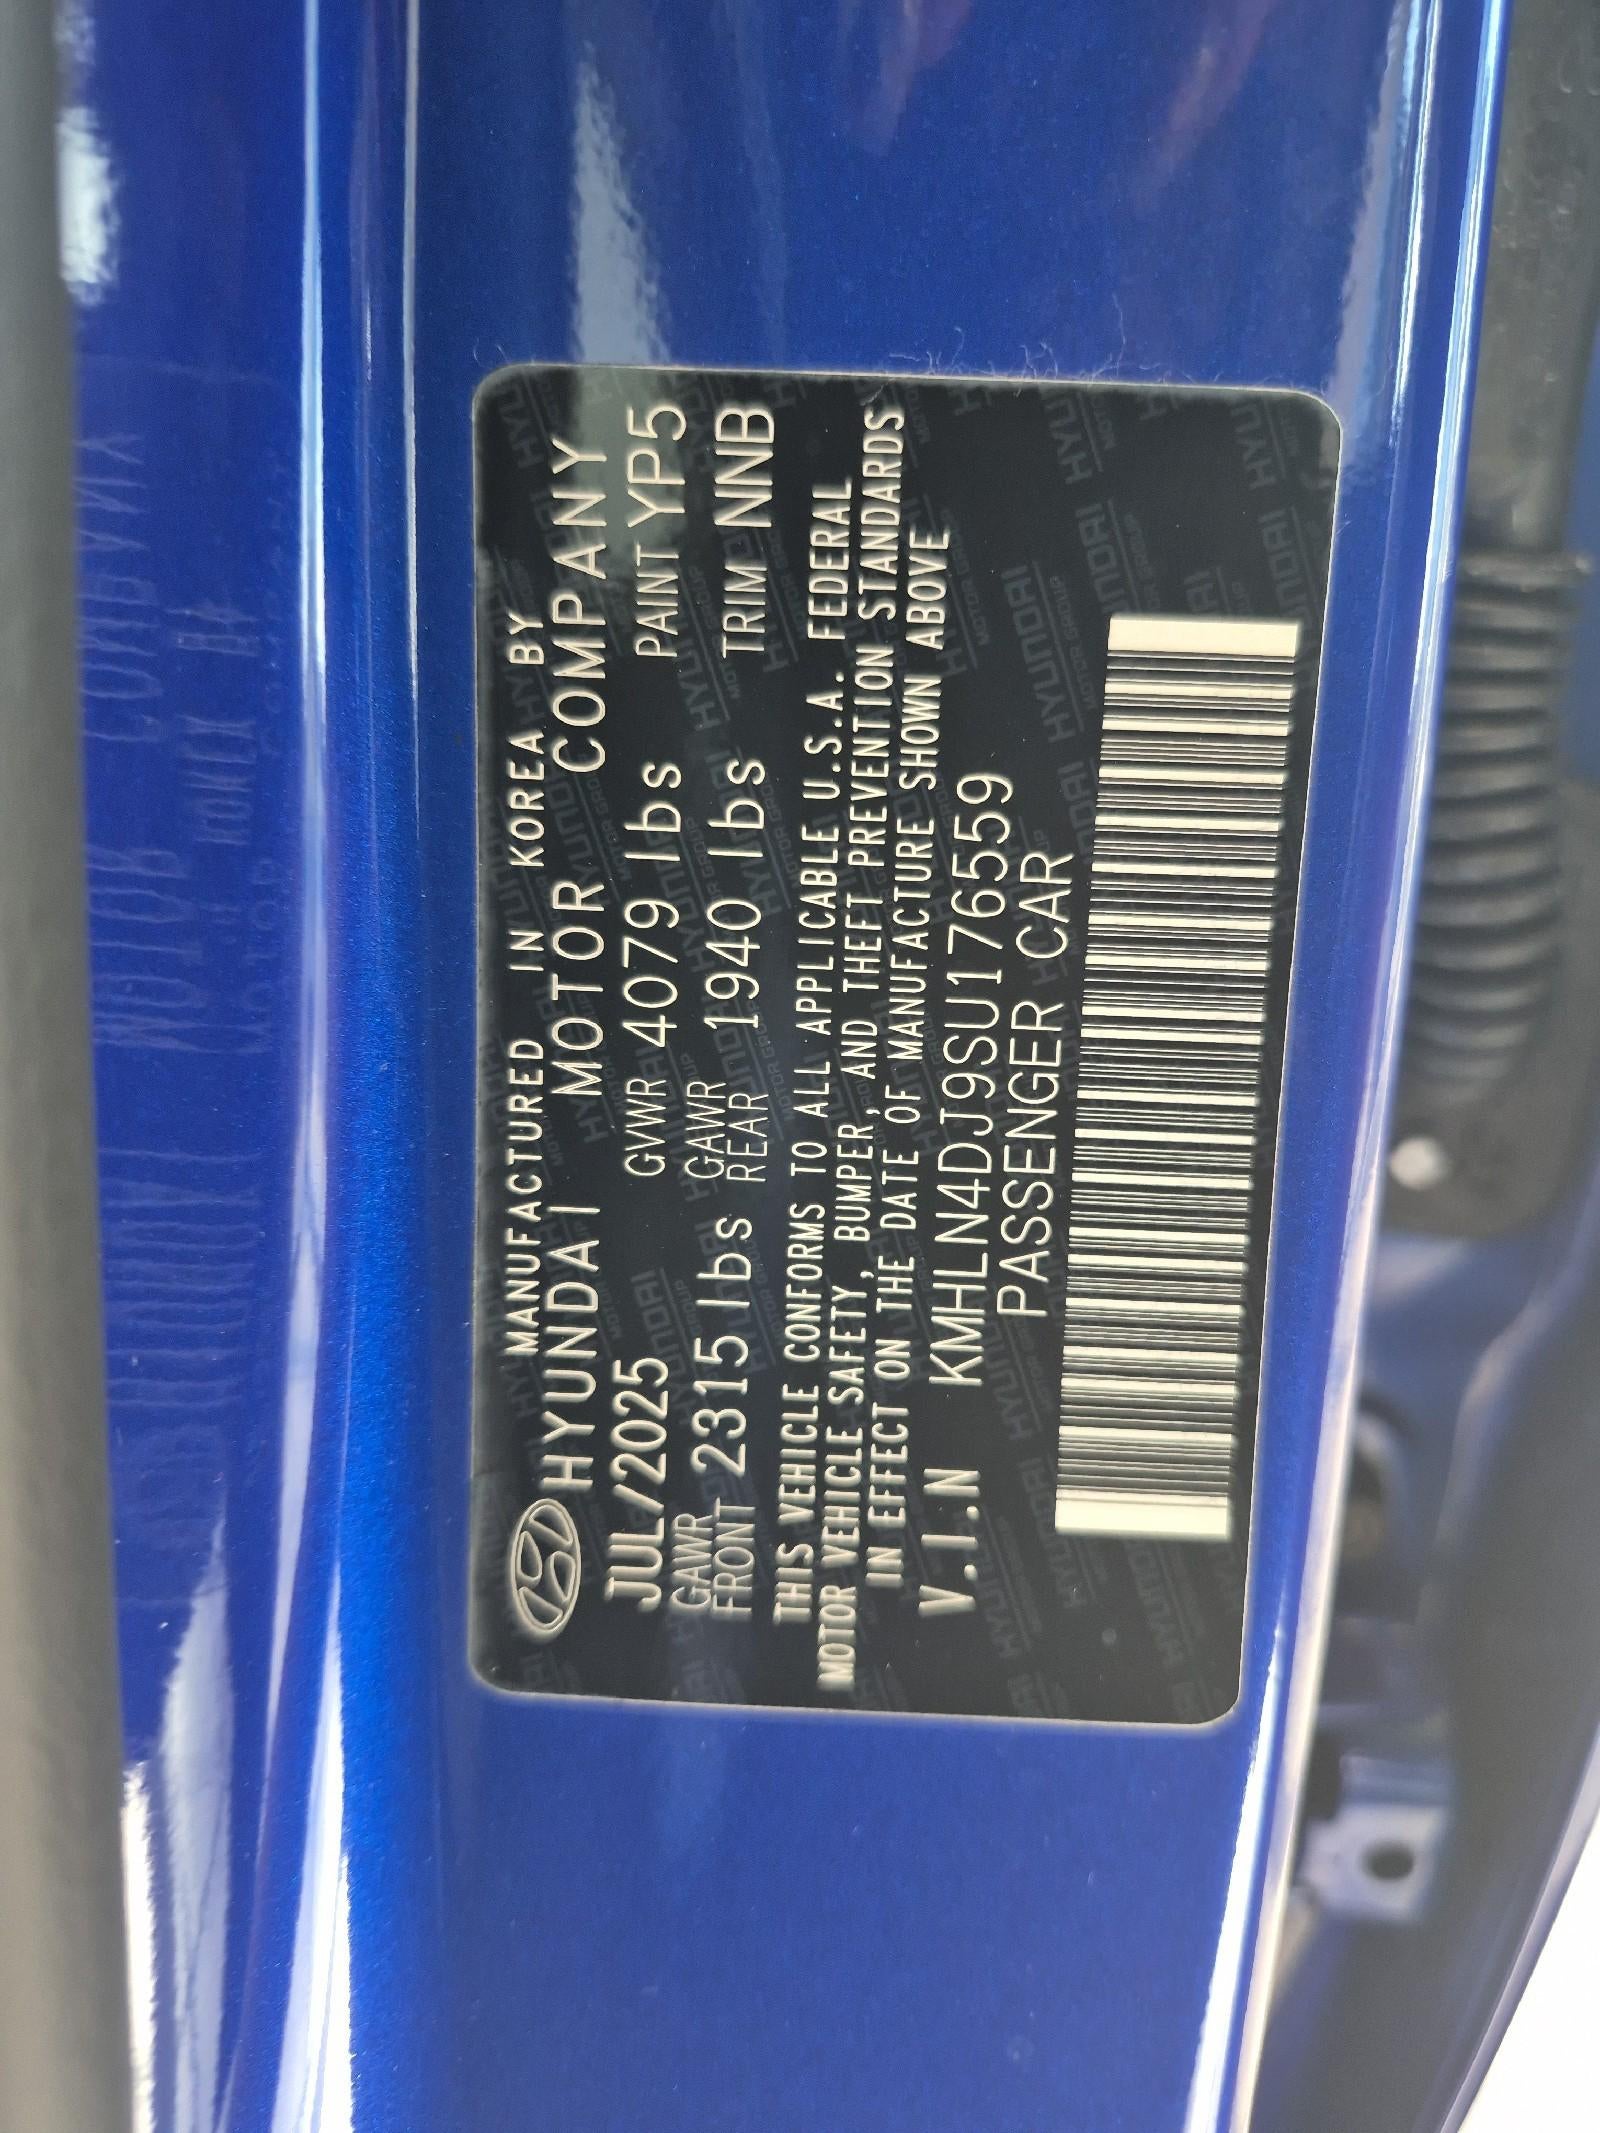 MANUFACTURED IN KOREA BY
HYUNDAI MOTOR COMPANY
JUL/2025 GVWR 4079 lbs PAINT YP5
GAWR FRONT 2315 lbs GAWR REAR 1940 lbs TRIM NNB
THIS VEHICLE CONFORMS TO ALL APPLICABLE U.S.A. FEDERAL
MOTOR VEHICLE SAFETY, BUMPER, AND THEFT PREVENTION STANDARDS
IN EFFECT ON THE DATE OF MANUFACTURE SHOWN ABOVE
V.I.N KMHLN4DJ9SU176559
PASSENGER CAR